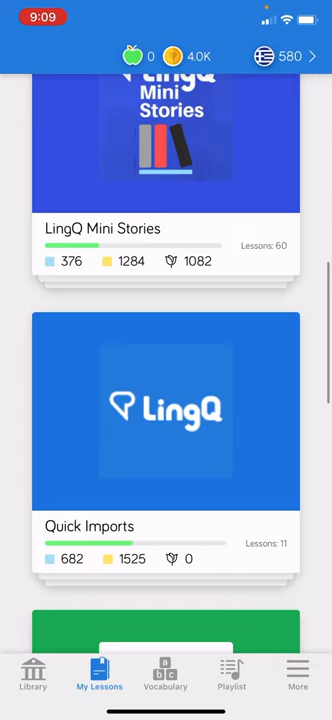 9:09
0 4.0K 580
LingQ
Mini
Stories
LingQ Mini Stories
Lessons: 60
376 1284 1082
LingQ
Quick Imports
Lessons: 11
682 1525 0
a
b c
Library My Lessons Vocabulary Playlist More